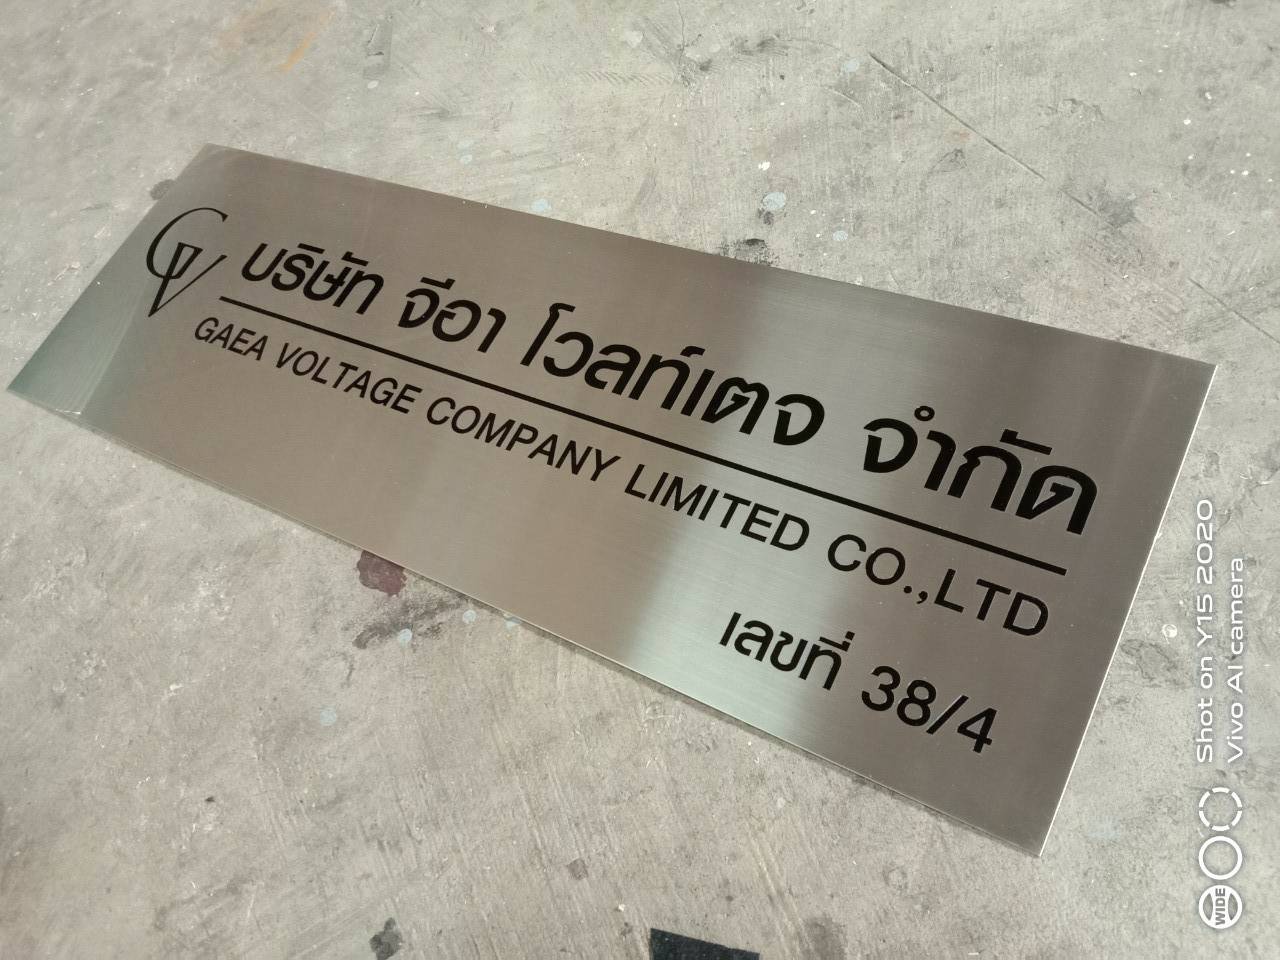 GV
บริษัท จีอา โวลท์เตจ จำกัด
GAEA VOLTAGE COMPANY LIMITED CO.,LTD
เลขที่ 38/4
Shot on Y15 2020
Vivo AI camera
WIDE